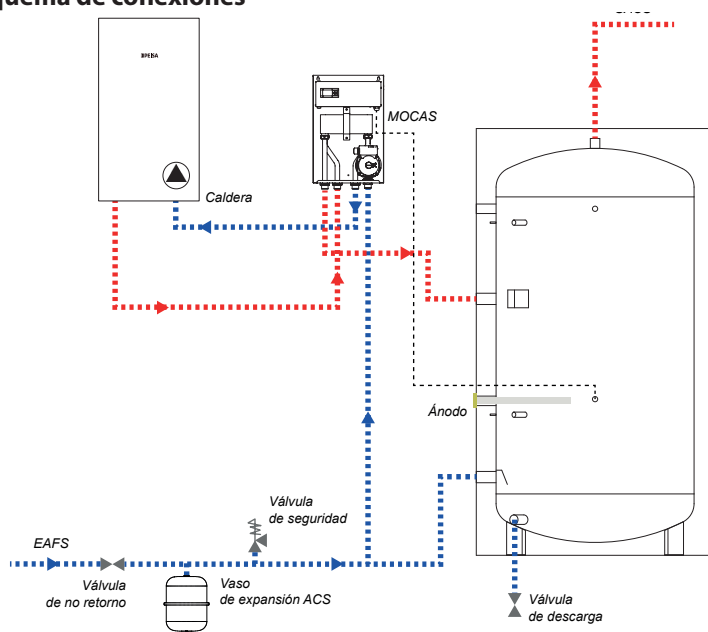 quema de conexiones
PEISA
MOCAS
Caldera
Ánodo
Válvula
de seguridad
EAFS
Válvula
de no retorno
Vaso
de expansión ACS
Válvula
de descarga